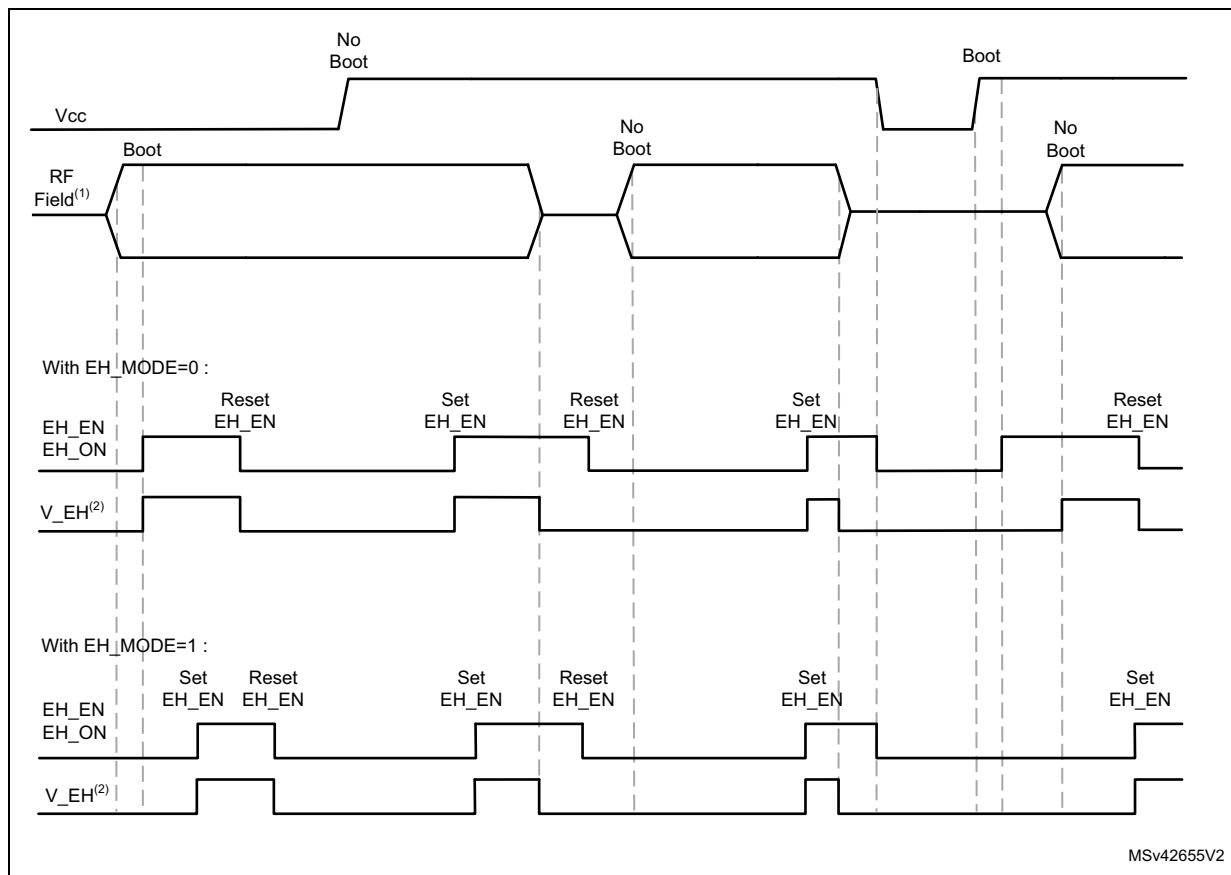 No
Boot
Boot
Vcc
No
Boot
No
Boot
Boot
RF
Field(1)
With EH_MODE=0 :
Reset
EH_EN
Set
EH_EN
Reset
EH_EN
Set
EH_EN
Reset
EH_EN
EH_EN
EH_ON
V_EH(2)
With EH_MODE=1 :
Set
EH_EN
Reset
EH_EN
Set
EH_EN
Reset
EH_EN
Set
EH_EN
Set
EH_EN
EH_EN
EH_ON
V_EH(2)
MSv42655V2